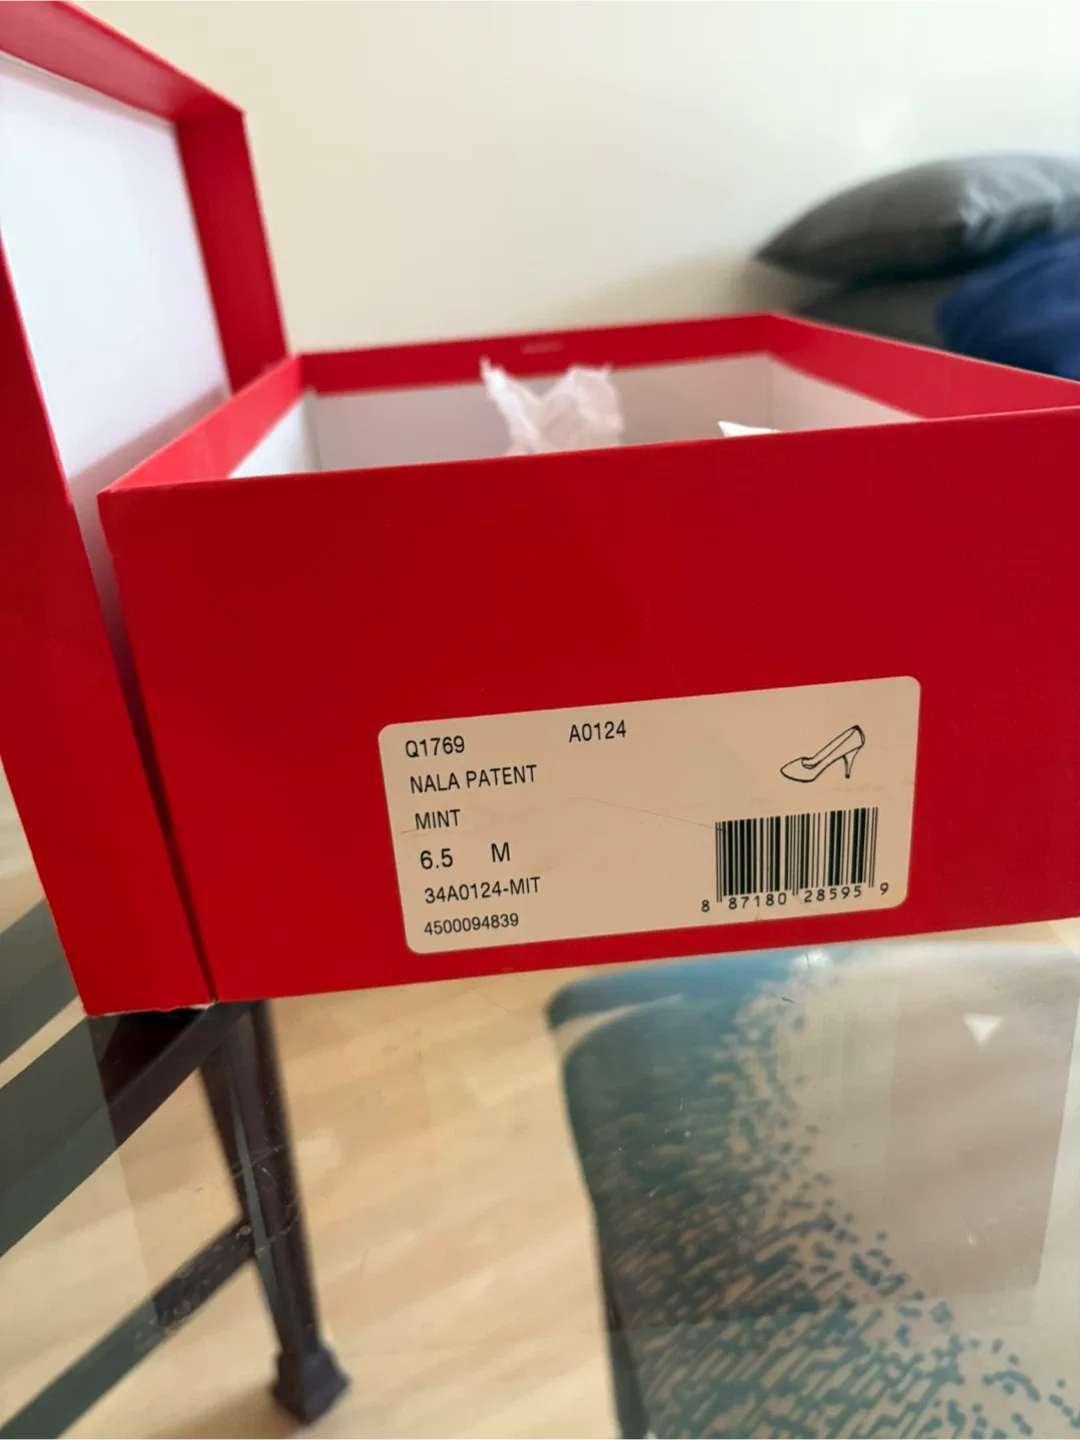 Q1769 A0124
NALA PATENT
MINT
6.5 M
34A0124-MIT
4500094839
8 87180 28595 9